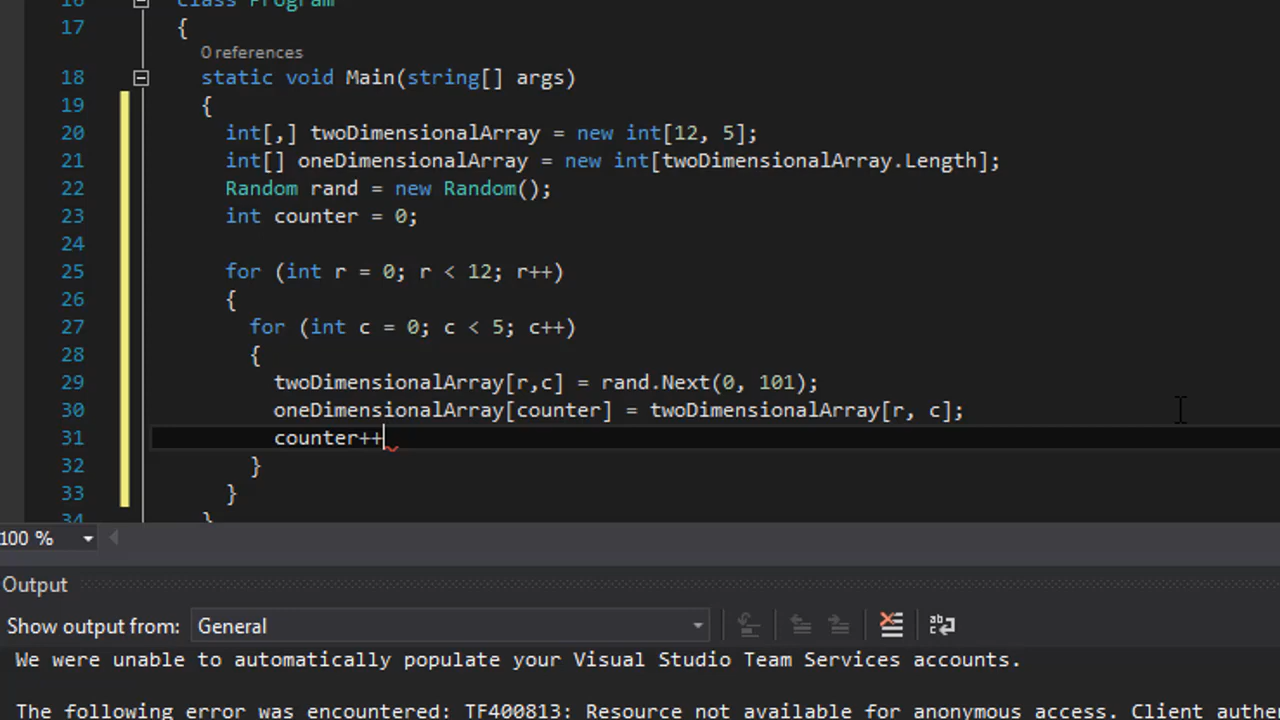 16 class Program
17 {
0 references
18 static void Main(string[] args)
19 {
20 int[,] twoDimensionalArray = new int[12, 5];
21 int[] oneDimensionalArray = new int[twoDimensionalArray.Length];
22 Random rand = new Random();
23 int counter = 0;
24
25 for (int r = 0; r < 12; r++)
26 {
27 for (int c = 0; c < 5; c++)
28 {
29 twoDimensionalArray[r,c] = rand.Next(0, 101);
30 oneDimensionalArray[counter] = twoDimensionalArray[r, c];
31 counter++
32 }
33 }
34 }
100 %
Output
Show output from: General
We were unable to automatically populate your Visual Studio Team Services accounts.
The following error was encountered: TF400813: Resource not available for anonymous access. Client authe